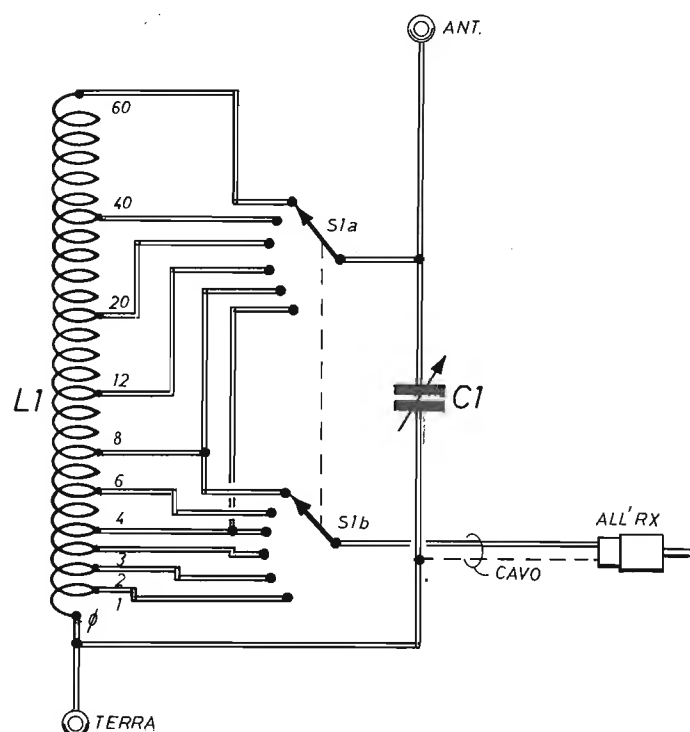 ANT.
60
40
S1a
20
12
L1
C1
8
6
4
S1b
ALL'RX
3
CAVO
2
1
ϕ
TERRA